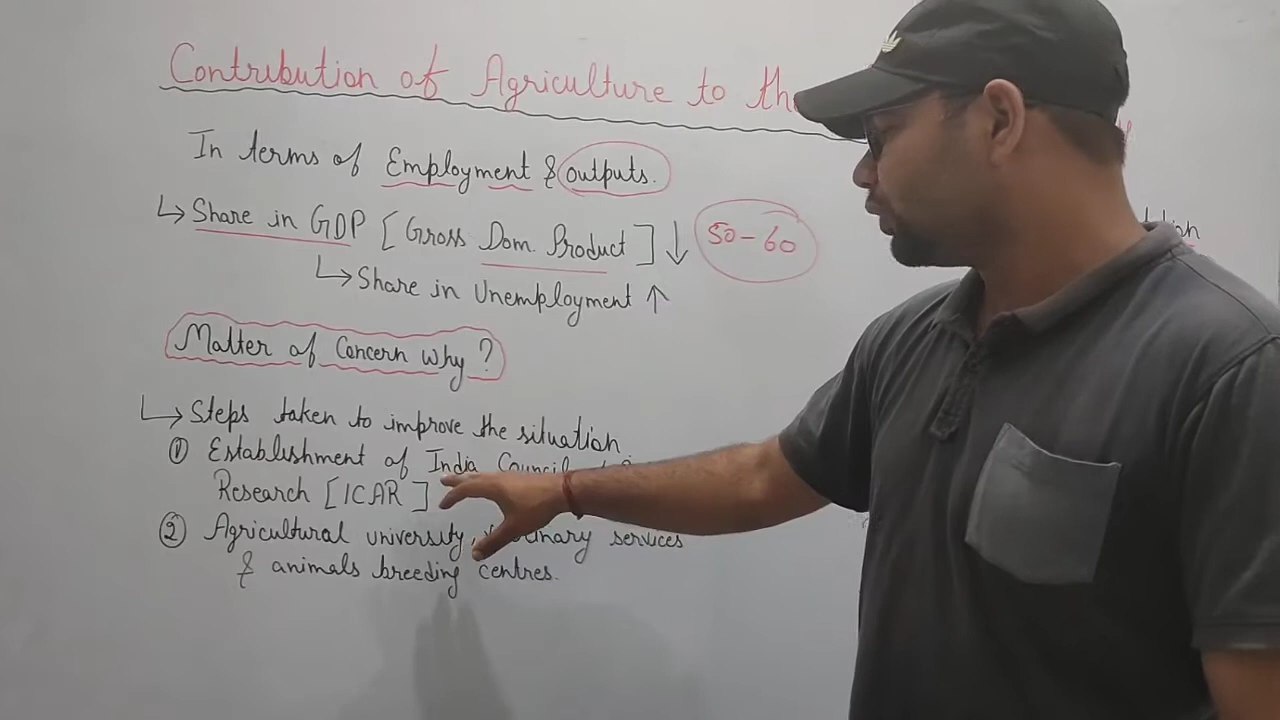 Contribution of Agriculture to the
In terms of Employment & outputs.
↳ Share in GDP [Gross Dom. Product] ↓ 50-60
↳ Share in Unemployment ↑
Matter of Concern why?
↳ Steps taken to improve the situation
① Establishment of India Council
Research [ICAR]
② Agricultural university, services
& animals breeding centres.